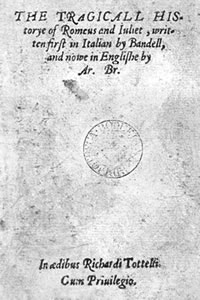 THE TRAGICALL HIS-
torye of Romeus and Iuliet, writ-
ten first in Italian by Bandell,
and nowe in Englishe by
Ar. Br.
In ædibus Richardi Tottelli.
Cum Priuilegio.